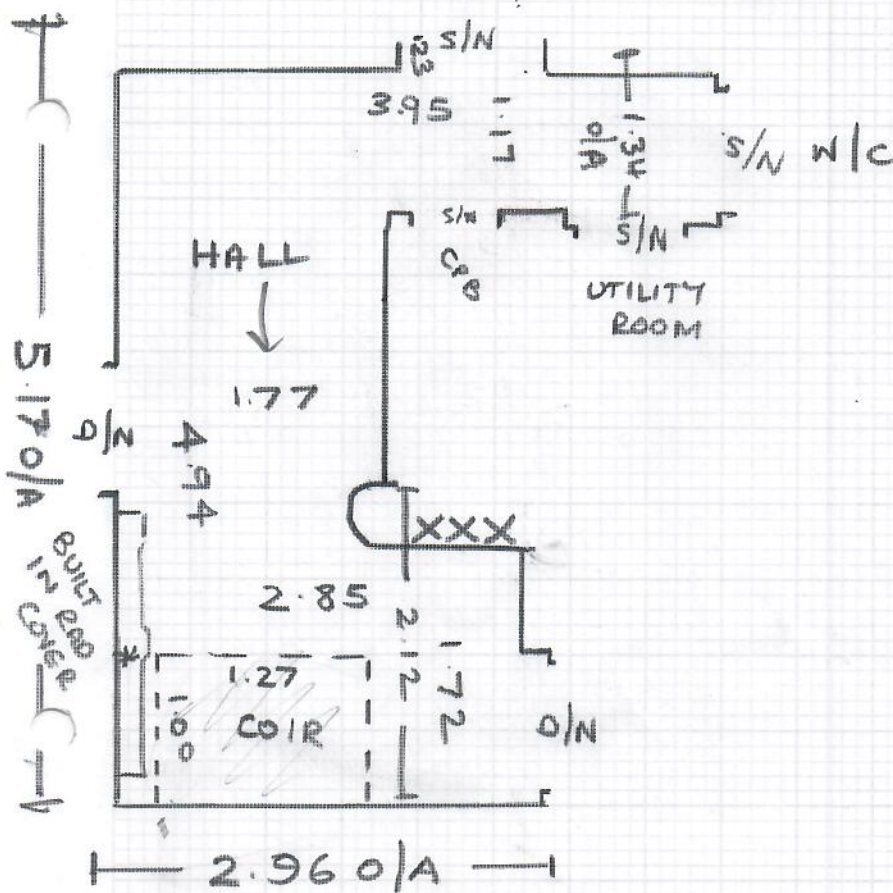 S/N
.23
3.95
1.17
1.34
O/A
S/N W/C
S/N
S/N
CPB
UTILITY
ROOM
HALL
1.77
5.17 O/A
D/N
4.94
XXX
BUILT
IN RAD
COVER
2.85
2.12
1.72
1.27
1.00
COIR
D/N
2.96 O/A